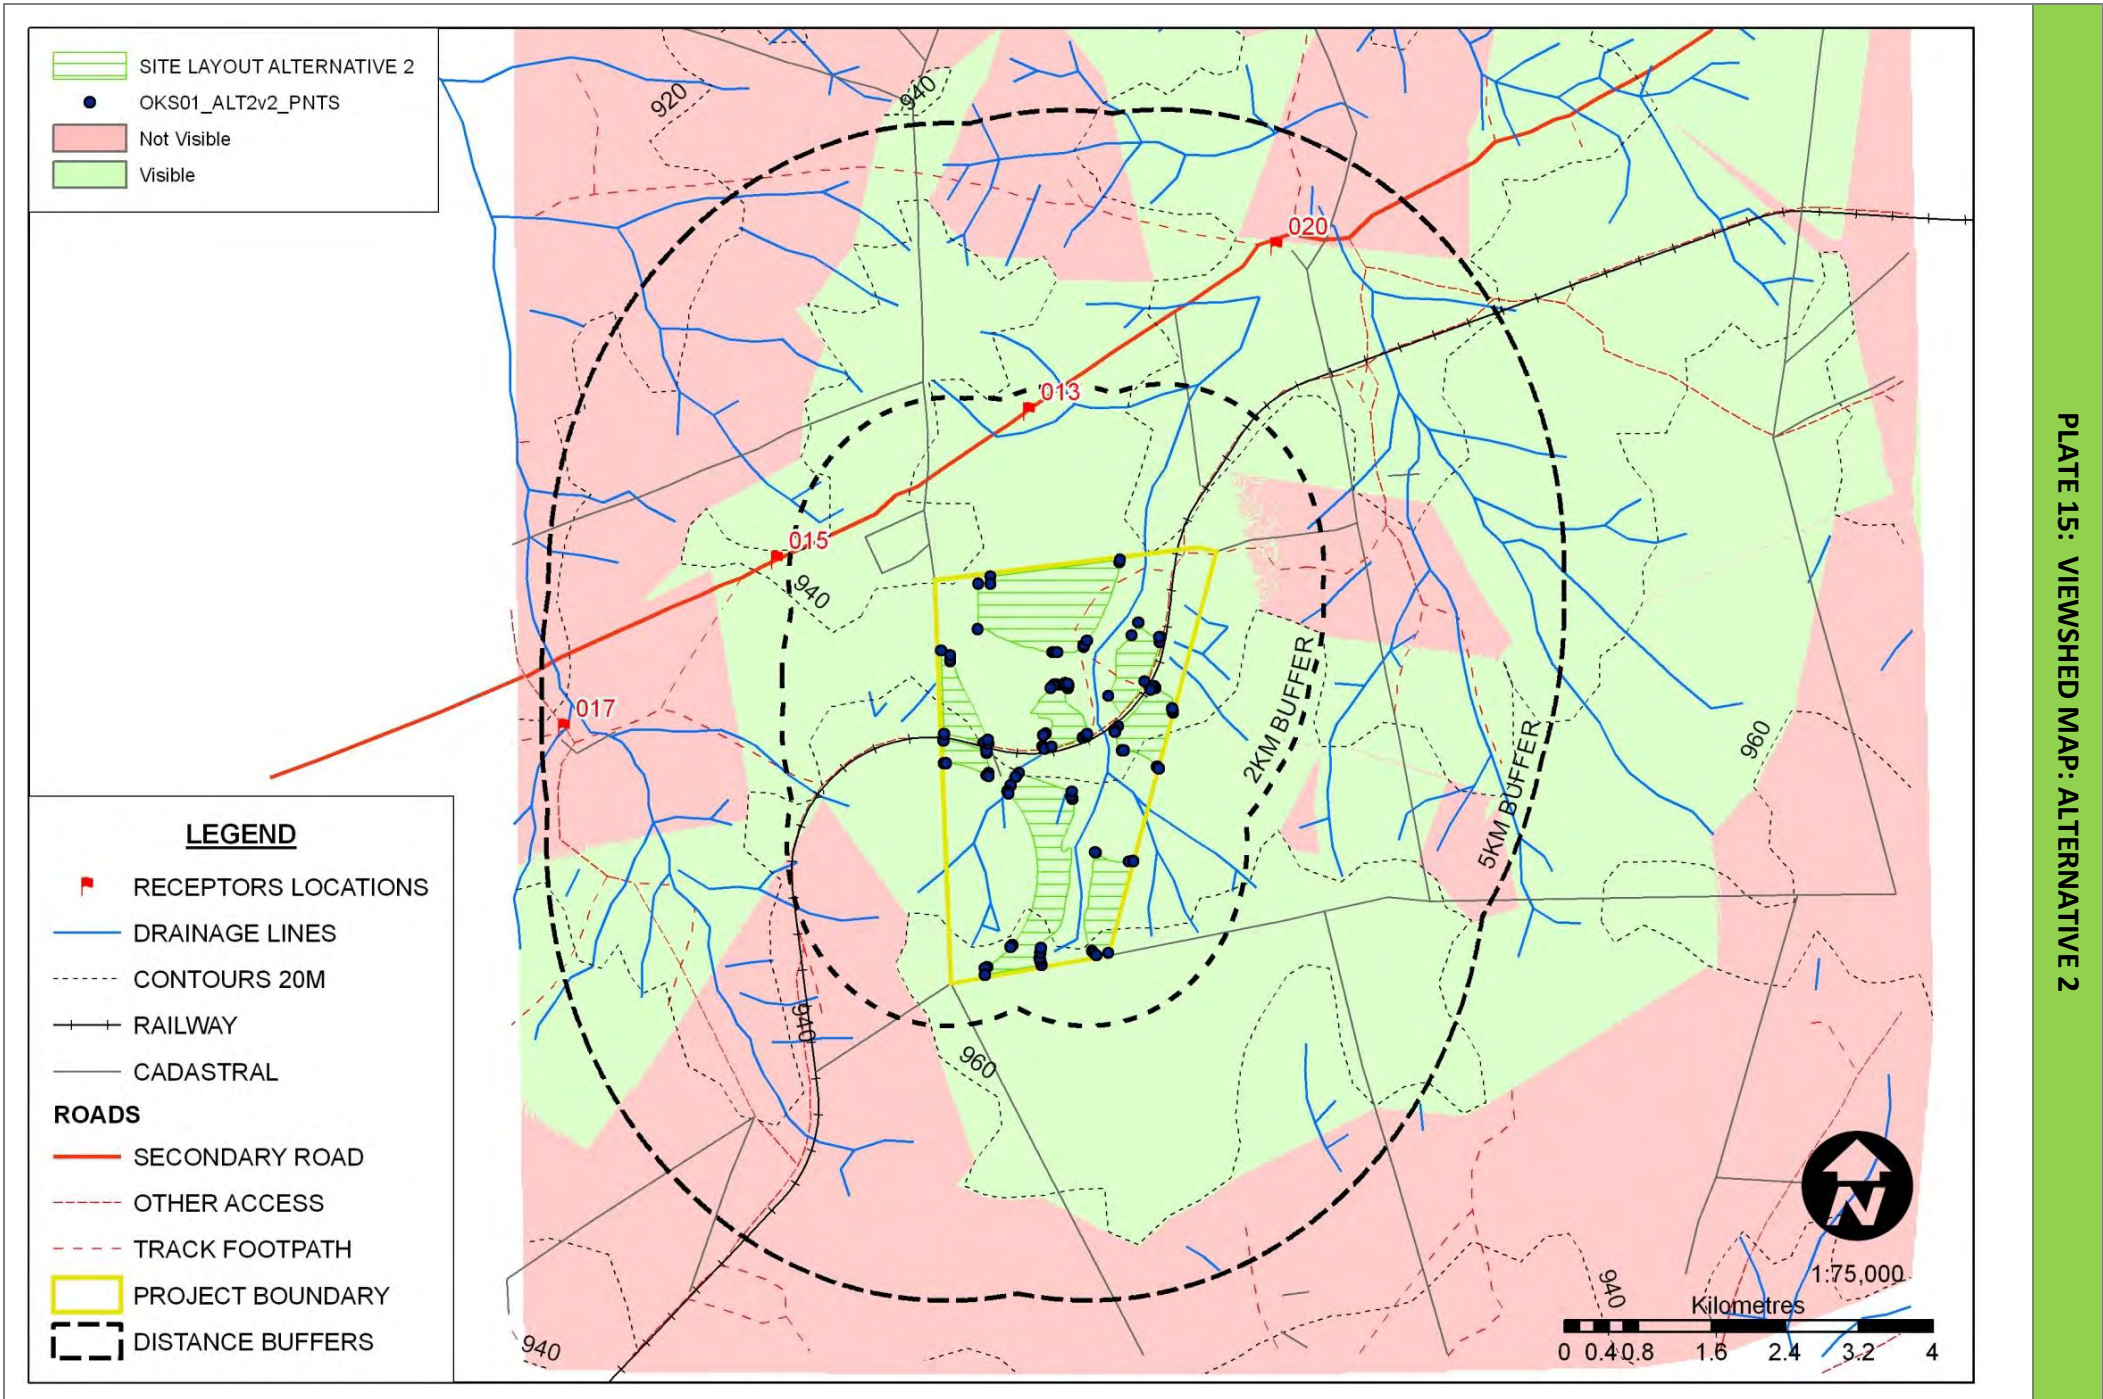 SITE LAYOUT ALTERNATIVE 2
OKS01_ALT2v2_PNTS
Not Visible
Visible
920
940
020
013
015
940
017
2KM BUFFER
5KM BUFFER
960
940
960
940
940
LEGEND
RECEPTORS LOCATIONS
DRAINAGE LINES
CONTOURS 20M
RAILWAY
CADASTRAL
ROADS
SECONDARY ROAD
OTHER ACCESS
TRACK FOOTPATH
PROJECT BOUNDARY
DISTANCE BUFFERS
N
1:75,000
Kilometres
0 0.4 0.8 1.6 2.4 3.2 4
PLATE 15: VIEWSHED MAP: ALTERNATIVE 2